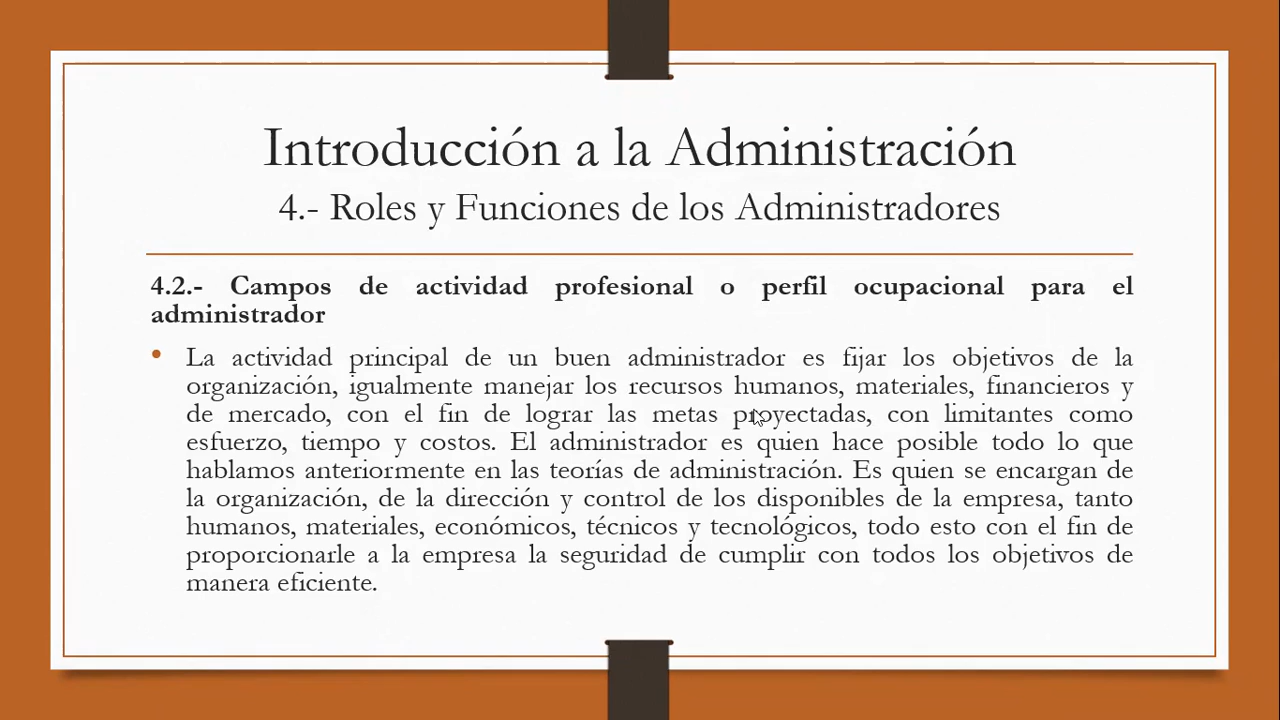 Introducción a la Administración
4.- Roles y Funciones de los Administradores
4.2.- Campos de actividad profesional o perfil ocupacional para el
administrador
• La actividad principal de un buen administrador es fijar los objetivos de la
organización, igualmente manejar los recursos humanos, materiales, financieros y
de mercado, con el fin de lograr las metas proyectadas, con limitantes como
esfuerzo, tiempo y costos. El administrador es quien hace posible todo lo que
hablamos anteriormente en las teorías de administración. Es quien se encargan de
la organización, de la dirección y control de los disponibles de la empresa, tanto
humanos, materiales, económicos, técnicos y tecnológicos, todo esto con el fin de
proporcionarle a la empresa la seguridad de cumplir con todos los objetivos de
manera eficiente.